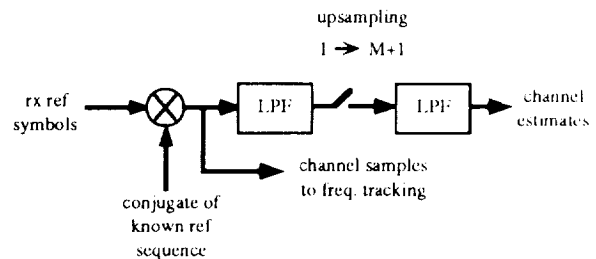 upsampling
1 → M+1
rx ref
symbols
LPF
LPF
channel
estimates
channel samples
to freq. tracking
conjugate of
known ref
sequence